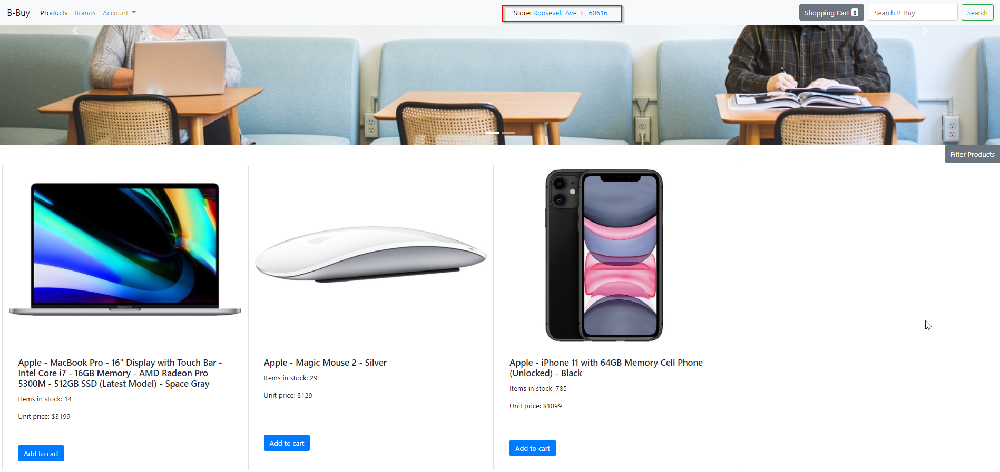 B-Buy Products Brands Account Store: Roosevelt Ave, IL, 60616 Shopping Cart 0 Search B-Buy Search
Filter Products
MacBook Pro
Apple - MacBook Pro - 16" Display with Touch Bar -
Intel Core i7 - 16GB Memory - AMD Radeon Pro
5300M - 512GB SSD (Latest Model) - Space Gray
Items in stock: 14
Unit price: $3199
Add to cart
Apple - Magic Mouse 2 - Silver
Items in stock: 29
Unit price: $129
Add to cart
Apple - iPhone 11 with 64GB Memory Cell Phone
(Unlocked) - Black
Items in stock: 785
Unit price: $1099
Add to cart